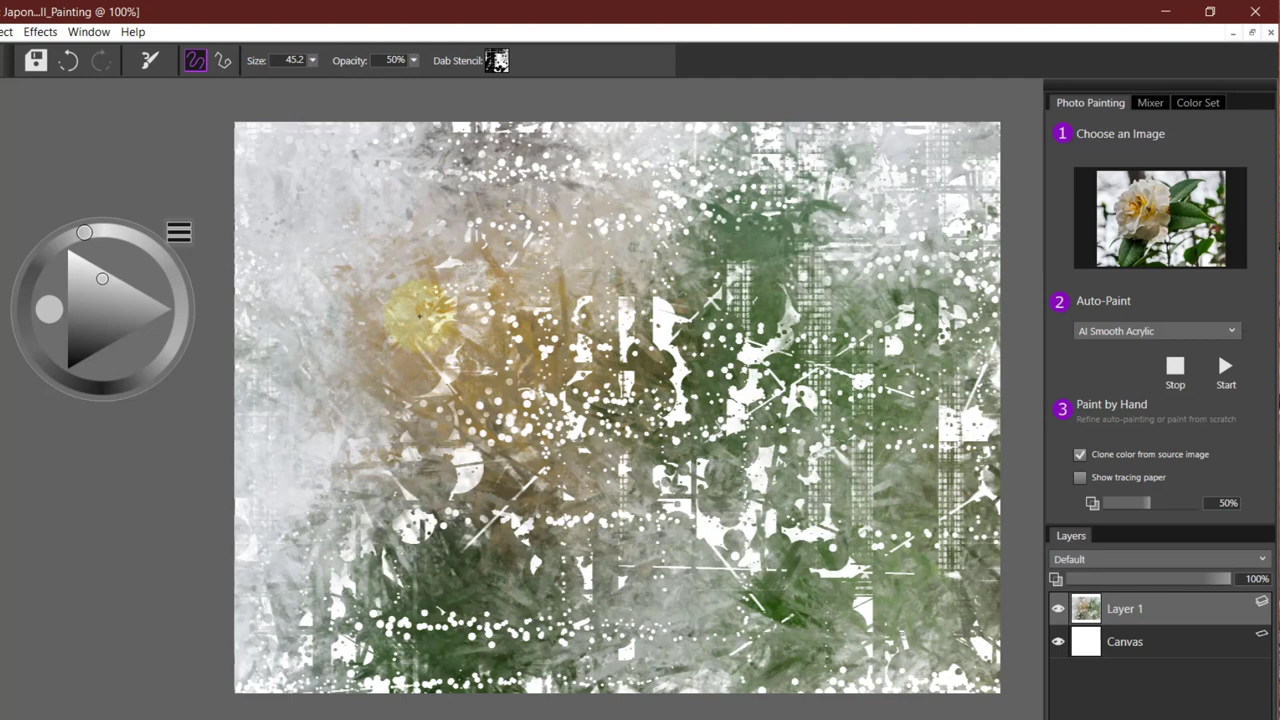 Japon...ll_Painting @ 100%]
ect Effects Window Help
Size: 45.2 Opacity: 50% Dab Stencil:
Photo Painting Mixer Color Set
1 Choose an Image
2 Auto-Paint
AI Smooth Acrylic
Stop Start
3 Paint by Hand
Refine auto-painting or paint from scratch
Clone color from source image
Show tracing paper
50%
Layers
Default
100%
Layer 1
Canvas